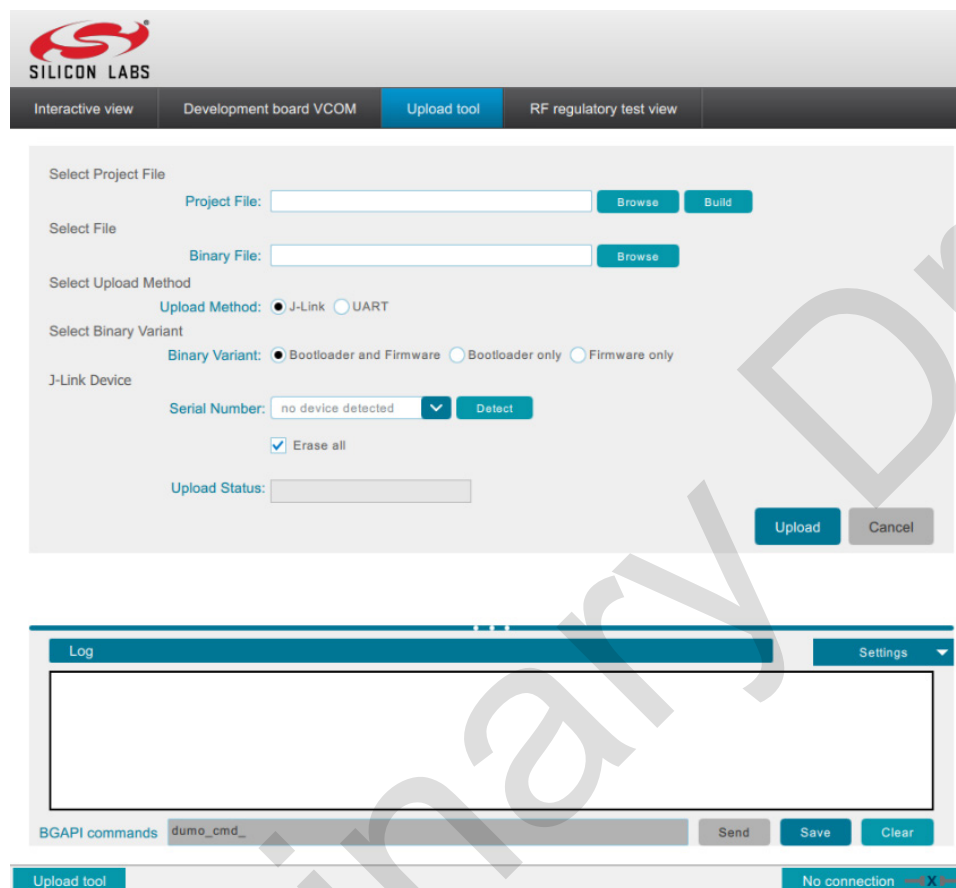 SILICON LABS
Interactive view Development board VCOM Upload tool RF regulatory test view
Select Project File
Project File: Browse Build
Select File
Binary File: Browse
Select Upload Method
Upload Method: J-Link UART
Select Binary Variant
Binary Variant: Bootloader and Firmware Bootloader only Firmware only
J-Link Device
Serial Number: no device detected Detect
Erase all
Upload Status:
Upload Cancel
Log Settings
BGAPI commands dumo_cmd_ Send Save Clear
Upload tool No connection X